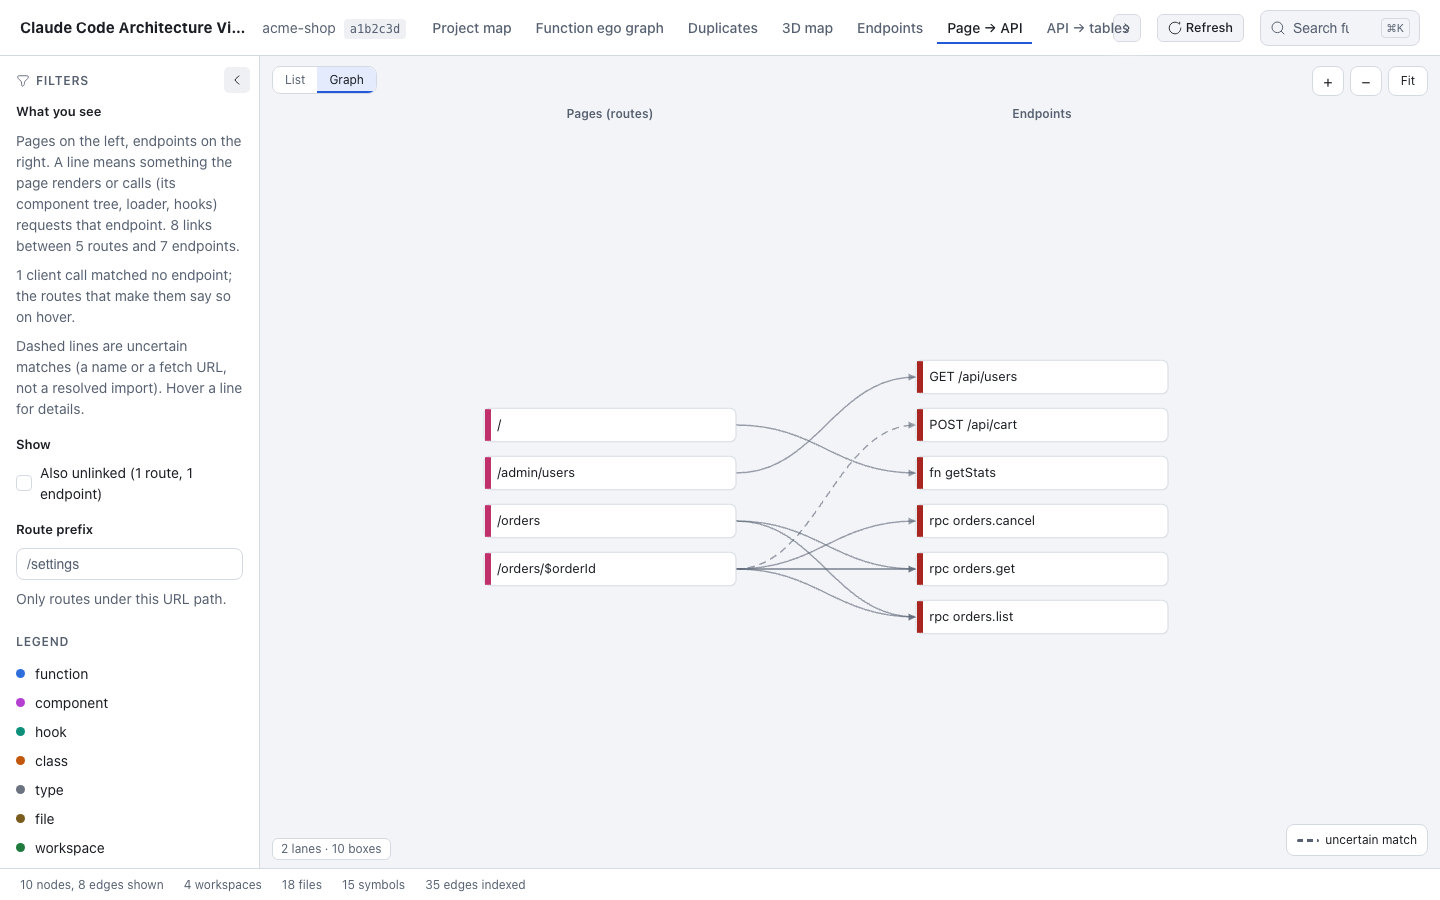 Claude Code Architecture Vi…
acme-shop a1b2c3d
Project map
Function ego graph
Duplicates
3D map
Endpoints
Page → API
API → tables
Refresh
Search ⌘K
FILTERS
What you see
Pages on the left, endpoints on the
right. A line means something the
page renders or calls (its
component tree, loader, hooks)
requests that endpoint. 8 links
between 5 routes and 7 endpoints.
1 client call matched no endpoint;
the routes that make them say so
on hover.
Dashed lines are uncertain
matches (a name or a fetch URL,
not a resolved import). Hover a line
for details.
Show
Also unlinked (1 route, 1
endpoint)
Route prefix
/settings
Only routes under this URL path.
LEGEND
function
component
hook
class
type
file
workspace
List Graph
+ − Fit
Pages (routes)
Endpoints
/
/admin/users
/orders
/orders/$orderId
GET /api/users
POST /api/cart
fn getStats
rpc orders.cancel
rpc orders.get
rpc orders.list
2 lanes · 10 boxes
uncertain match
10 nodes, 8 edges shown
4 workspaces
18 files
15 symbols
35 edges indexed